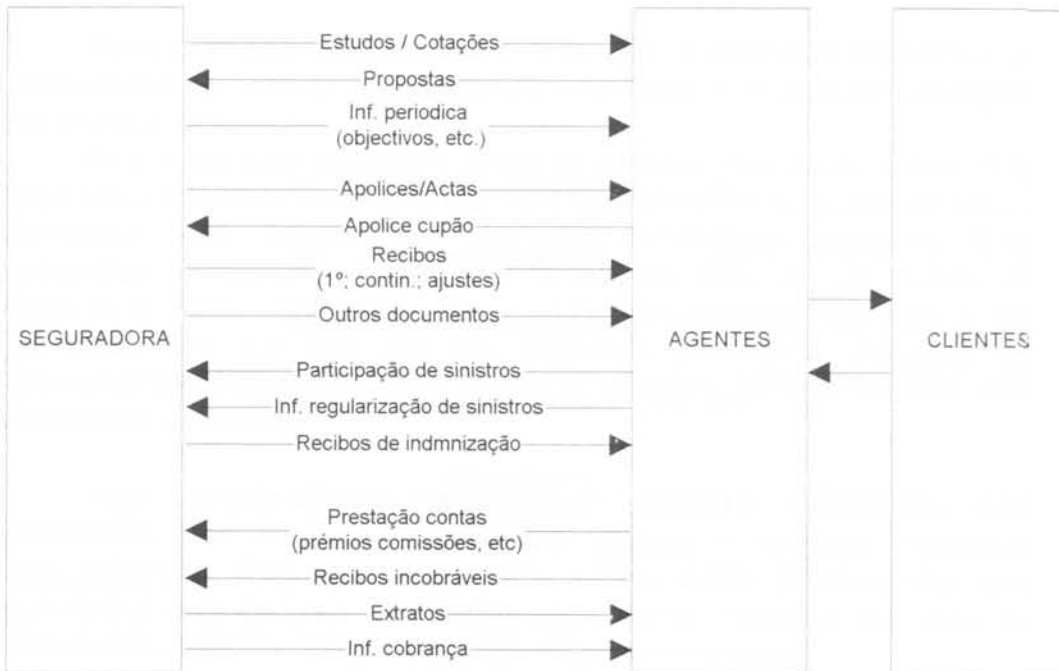 Estudos / Cotações
Propostas
Inf. periodica
(objectivos, etc.)
Apolices/Actas
Apolice cupão
Recibos
(1º; contin.; ajustes)
Outros documentos
SEGURADORA
AGENTES
CLIENTES
Participação de sinistros
Inf. regularização de sinistros
Recibos de indmnização
Prestação contas
(prémios comissões, etc)
Recibos incobráveis
Extratos
Inf. cobrança